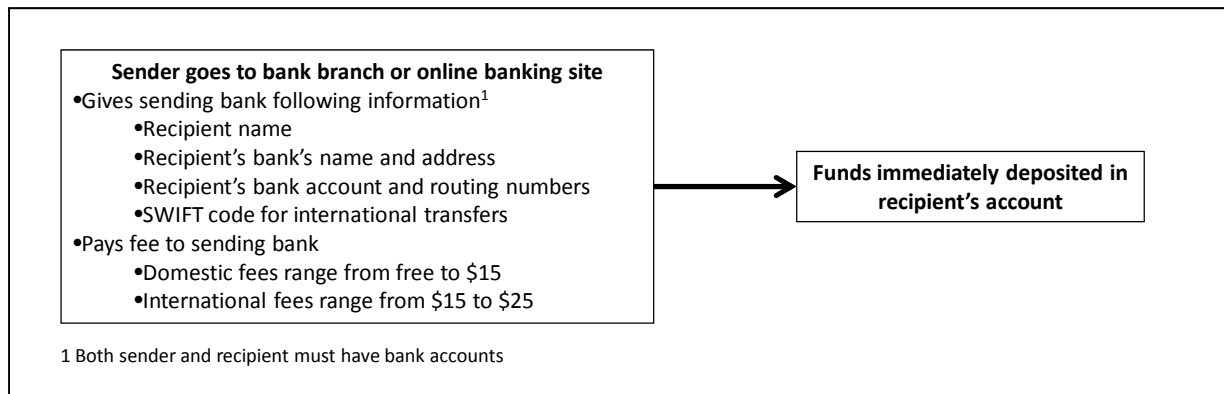 Sender goes to bank branch or online banking site
•Gives sending bank following information1
•Recipient name
•Recipient’s bank’s name and address
•Recipient’s bank account and routing numbers
•SWIFT code for international transfers
•Pays fee to sending bank
•Domestic fees range from free to $15
•International fees range from $15 to $25
Funds immediately deposited in
recipient’s account
1 Both sender and recipient must have bank accounts